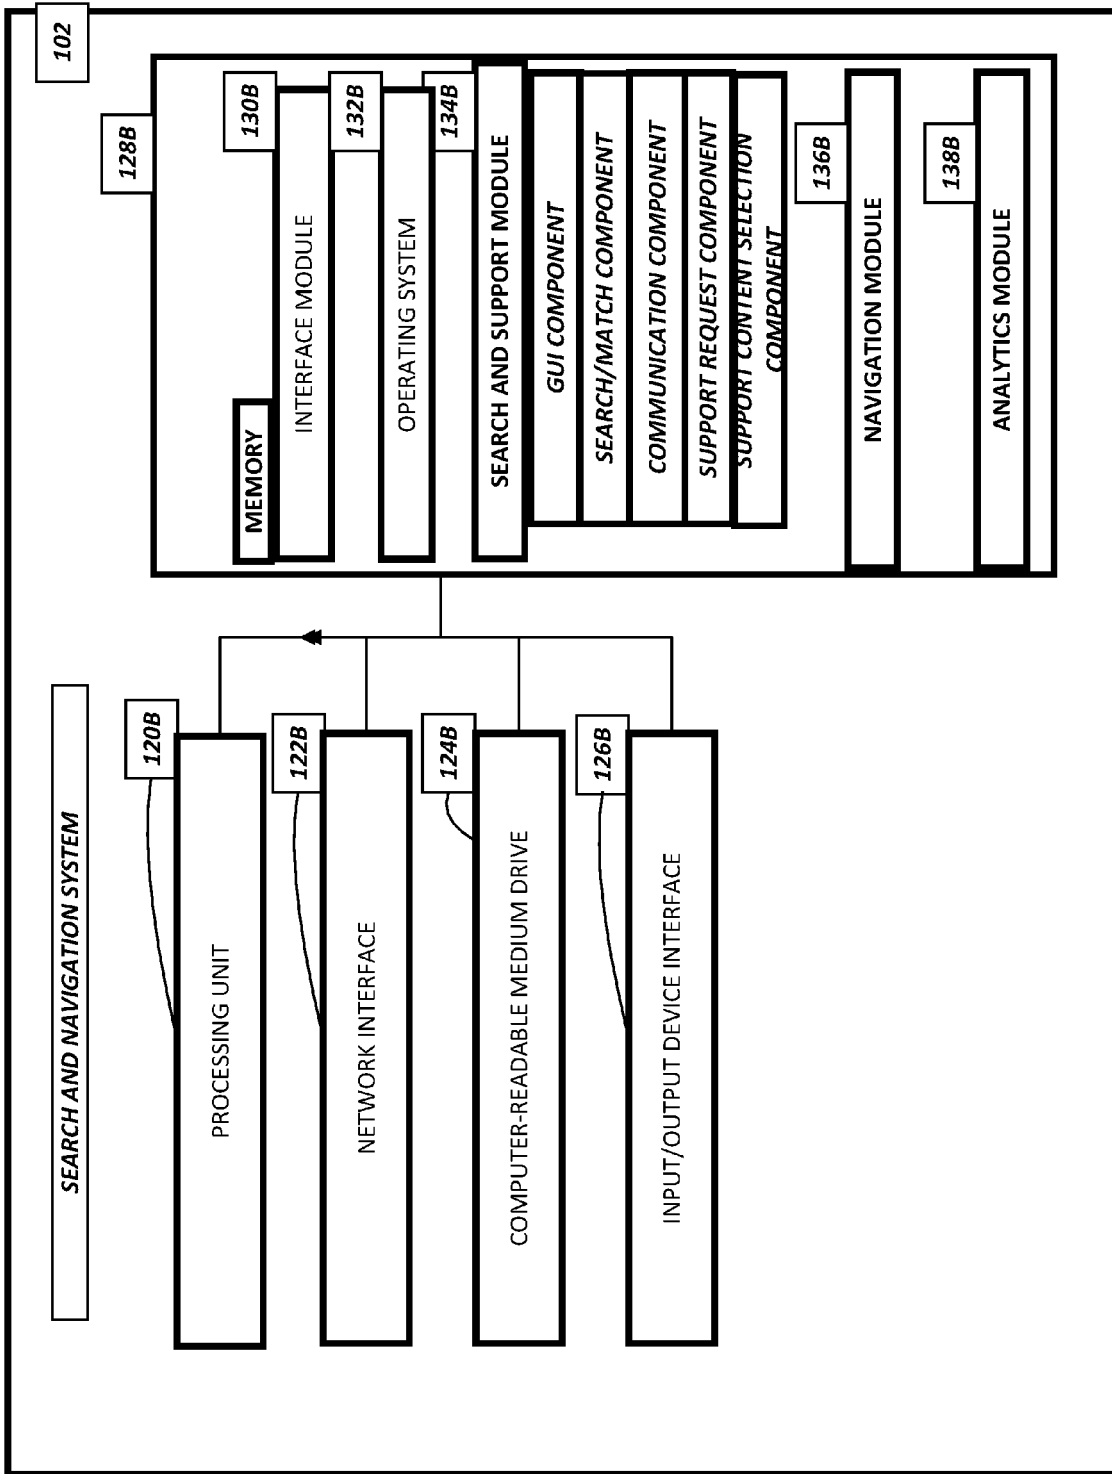 102
SEARCH AND NAVIGATION SYSTEM
120B
PROCESSING UNIT
122B
NETWORK INTERFACE
124B
COMPUTER-READABLE MEDIUM DRIVE
126B
INPUT/OUTPUT DEVICE INTERFACE
128B
MEMORY
130B
INTERFACE MODULE
132B
OPERATING SYSTEM
134B
SEARCH AND SUPPORT MODULE
GUI COMPONENT
SEARCH/MATCH COMPONENT
COMMUNICATION COMPONENT
SUPPORT REQUEST COMPONENT
SUPPORT CONTENT SELECTION
COMPONENT
136B
NAVIGATION MODULE
138B
ANALYTICS MODULE